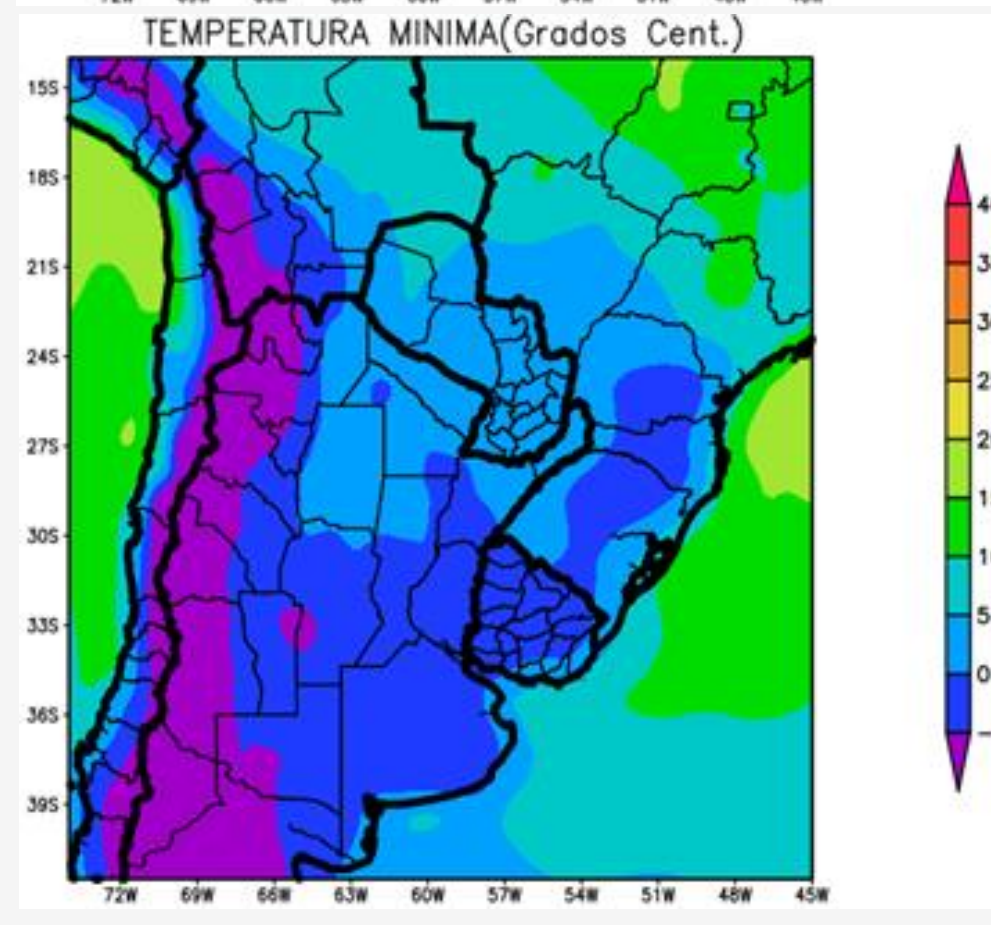 TEMPERATURA MINIMA(Grados Cent.)
15S
18S
21S
24S
27S
30S
33S
36S
39S
72W 69W 66W 63W 60W 57W 54W 51W 48W 45W
5
0